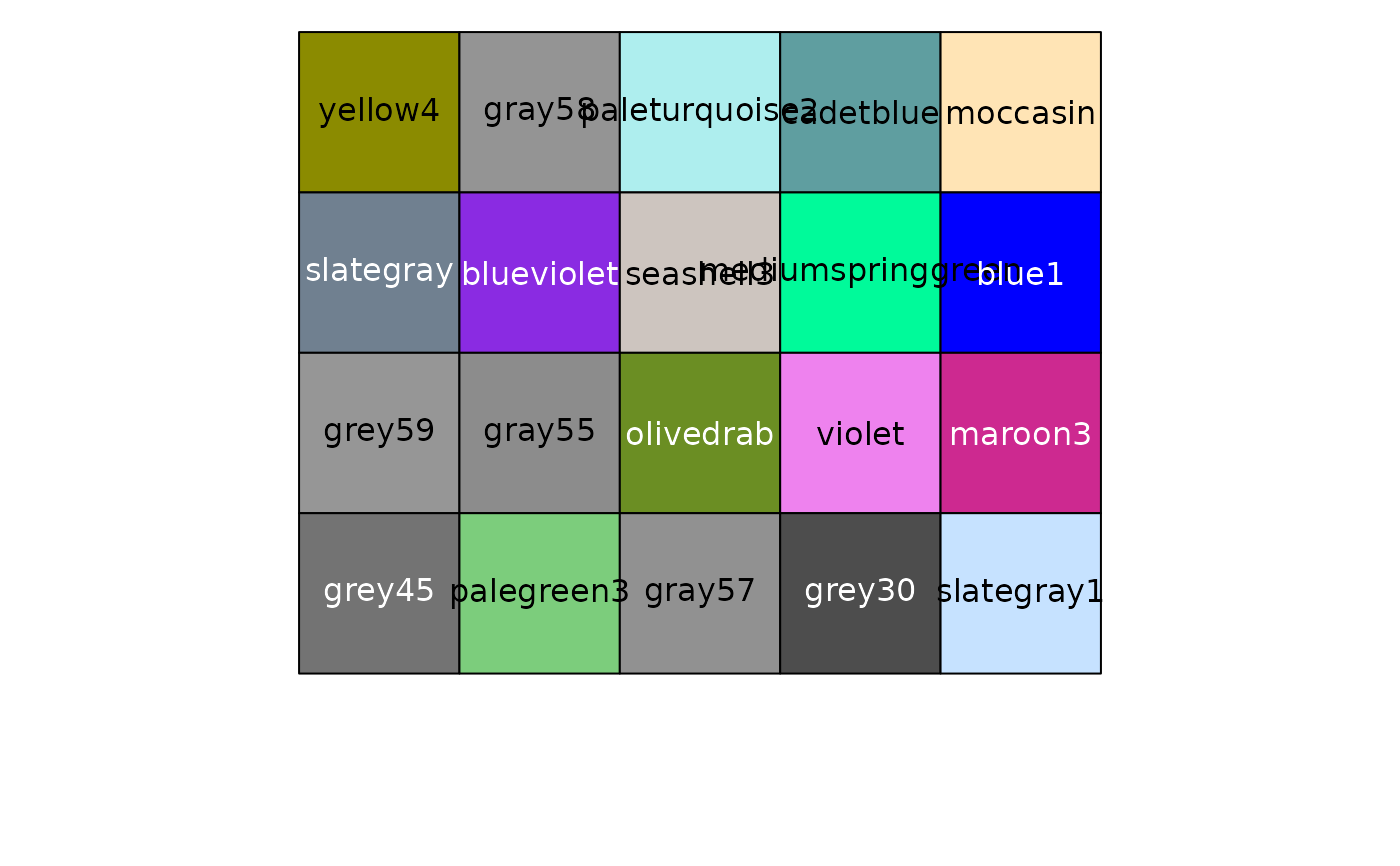 yellow4 gray58 paleturquoise2 cadetblue moccasin
slategray blueviolet seashell3 mediumspringgreen blue1
grey59 gray55 olivedrab violet maroon3
grey45 palegreen3 gray57 grey30 slategray1